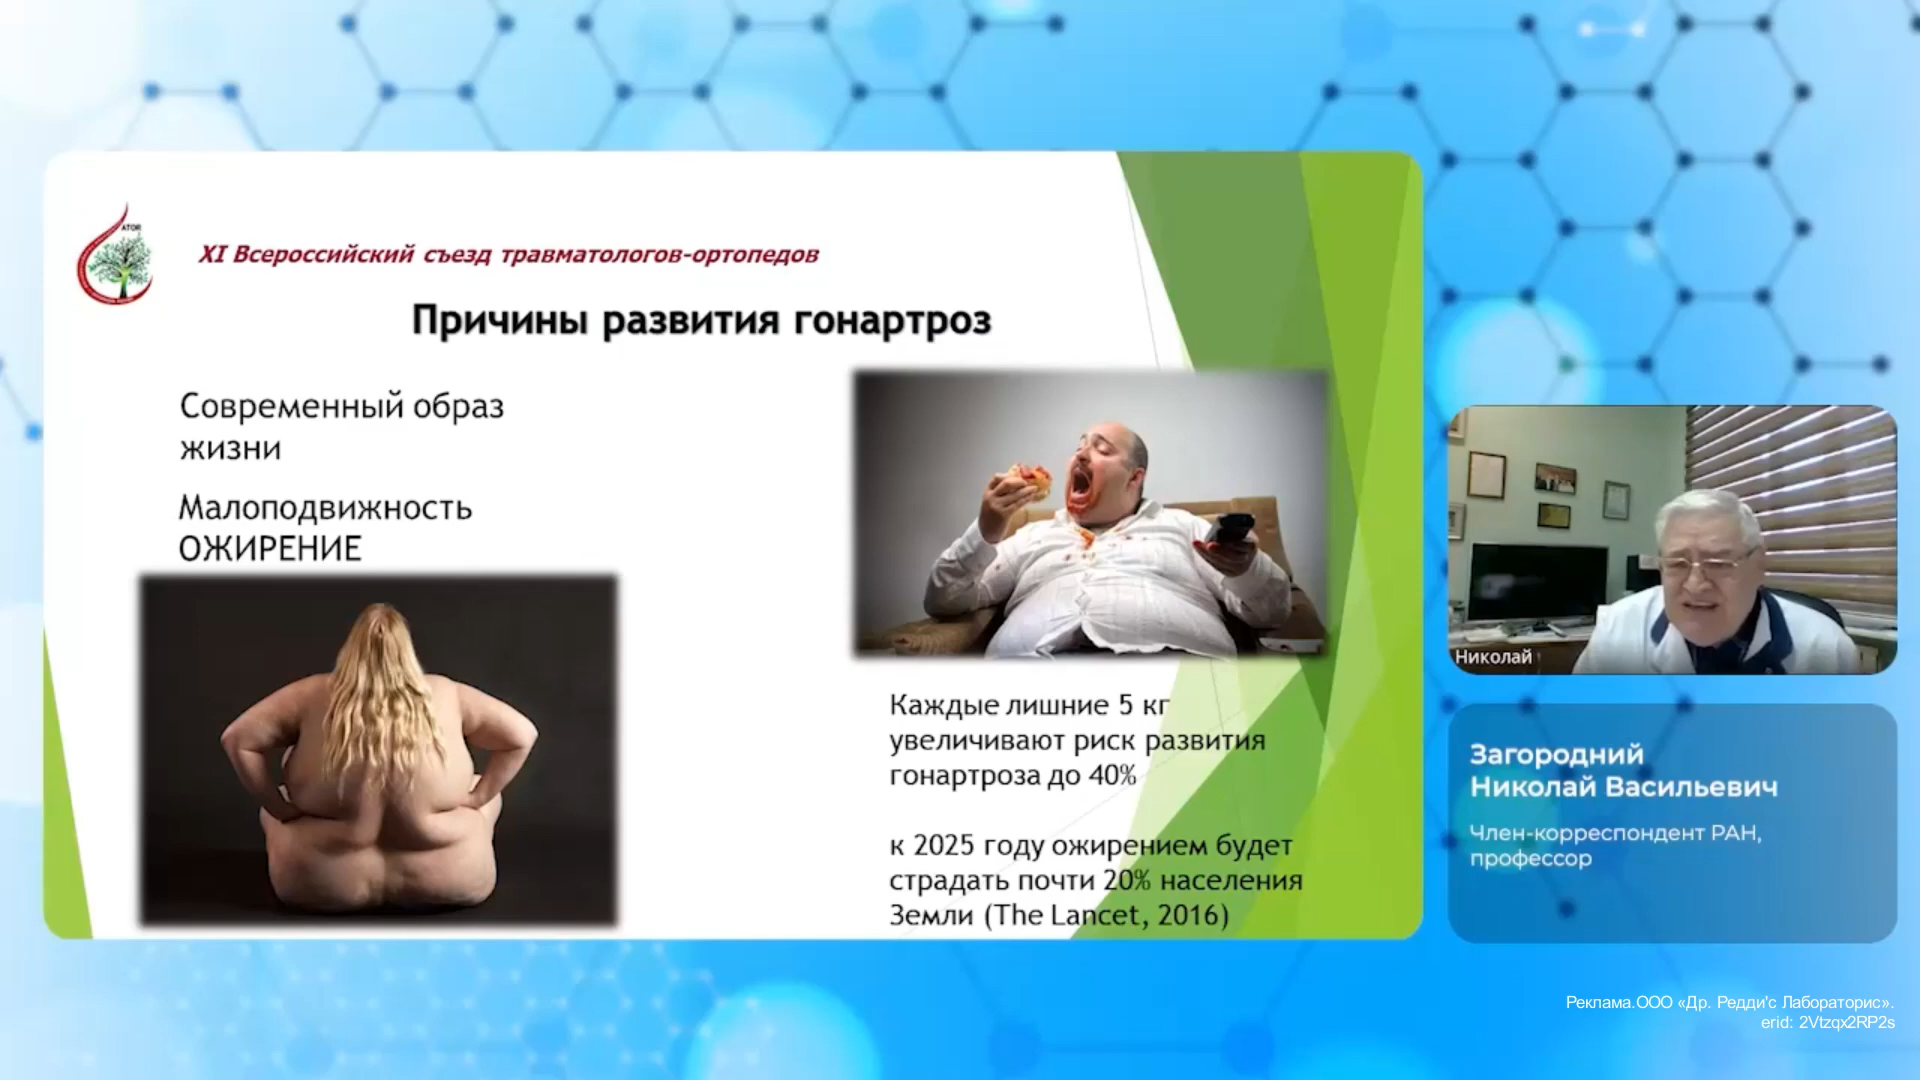 ATOR
XI Всероссийский съезд травматологов-ортопедов
Причины развития гонартроз
Современный образ
жизни
Малоподвижность
ОЖИРЕНИЕ
Каждые лишние 5 кг
увеличивают риск развития
гонартроза до 40%
к 2025 году ожирением будет
страдать почти 20% населения
Земли (The Lancet, 2016)
Николай
Загородний
Николай Васильевич
Член-корреспондент РАН,
профессор
Реклама.ООО «Др. Редди'с Лабораторис».
erid: 2Vtzqx2RP2s